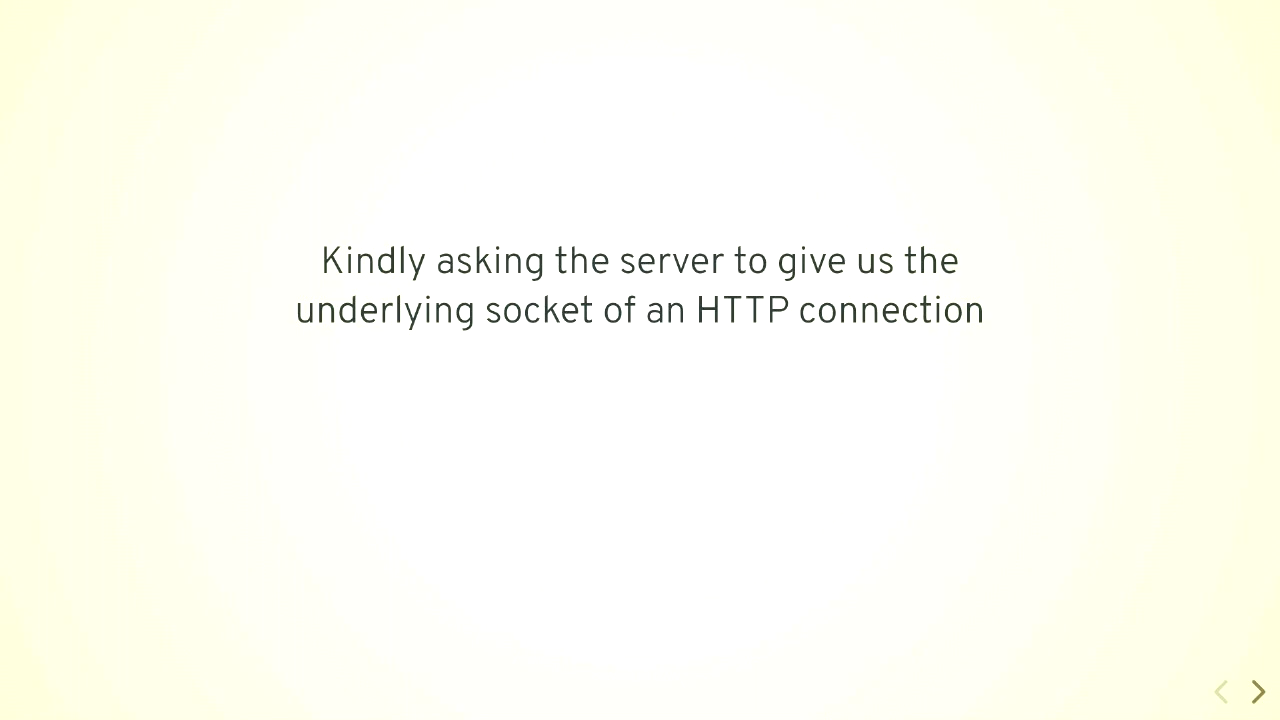 Kindly asking the server to give us the
underlying socket of an HTTP connection